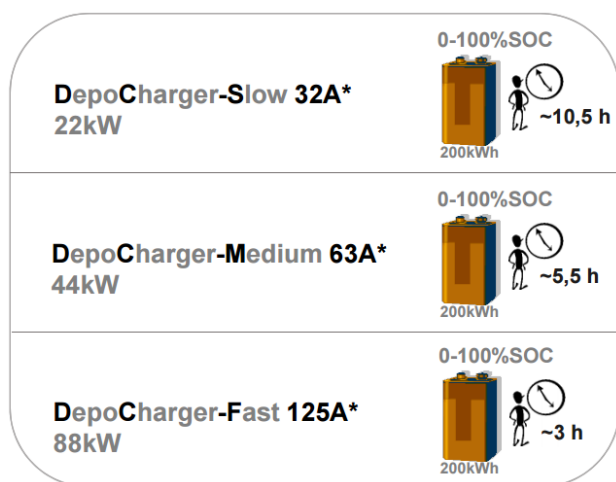 0-100%SOC
DepoCharger-Slow 32A*
22kW
~10,5 h
200kWh
0-100%SOC
DepoCharger-Medium 63A*
44kW
~5,5 h
200kWh
0-100%SOC
DepoCharger-Fast 125A*
88kW
~3 h
200kWh